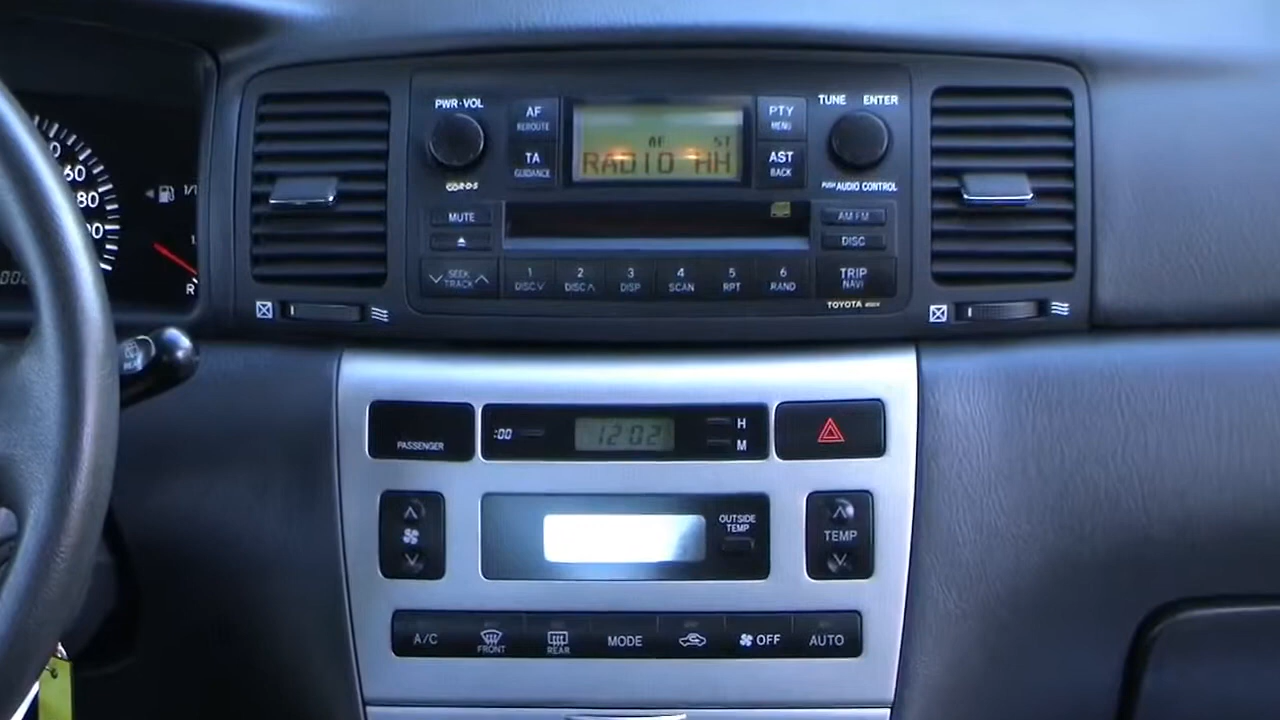 PWR·VOL
AF
REROUTE
TA
GUIDANCE
AF ST
RADIO HH
PTY
MENU
AST
BACK
TUNE ENTER
PUSH AUDIO CONTROL
MUTE
AM FM
DISC
SEEK
TRACK
1
DISC
2
DISC
3
DISP
4
SCAN
5
RPT
6
RAND
TRIP
NAVI
TOYOTA
60
80
1/1
R
PASSENGER
:00
12:02
H
M
OUTSIDE
TEMP
TEMP
A/C
FRONT
REAR
MODE
OFF
AUTO